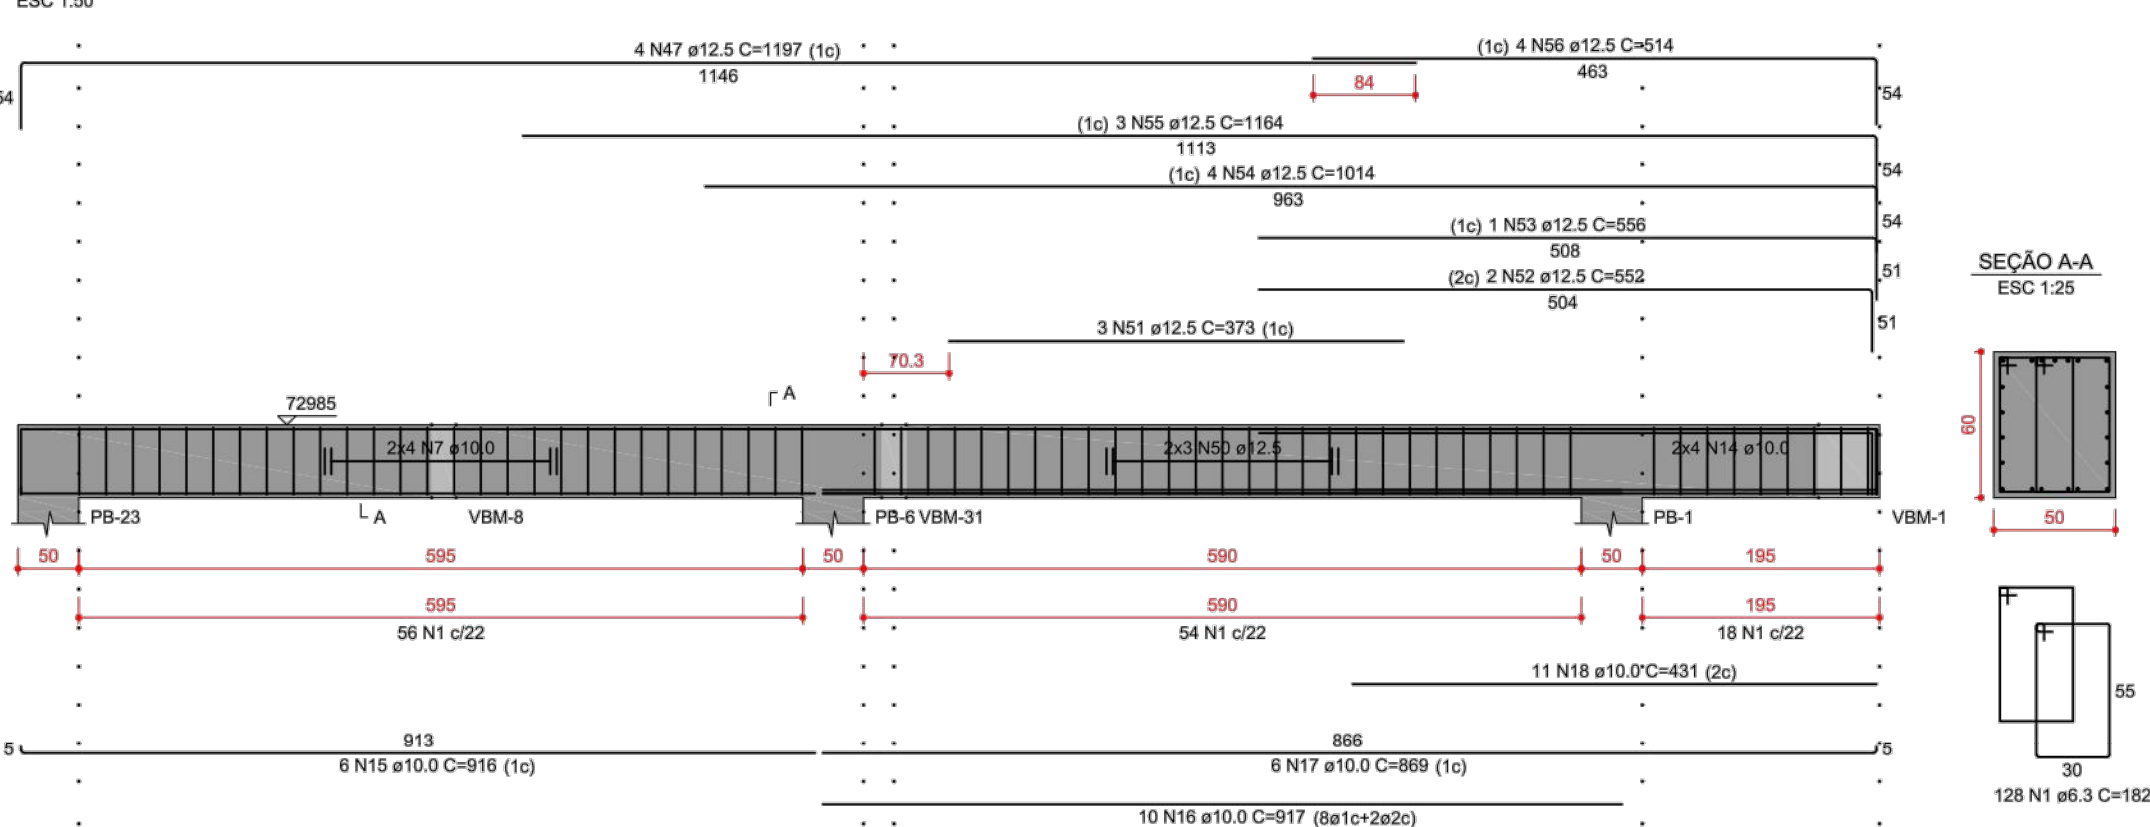 ESC 1:50
4 N47 ø12.5 C=1197 (1c)
1146
54
(1c) 4 N56 ø12.5 C=514
463
84
54
(1c) 3 N55 ø12.5 C=1164
1113
54
(1c) 4 N54 ø12.5 C=1014
963
54
(1c) 1 N53 ø12.5 C=556
508
51
(2c) 2 N52 ø12.5 C=552
504
51
3 N51 ø12.5 C=373 (1c)
70.3
SEÇÃO A-A
ESC 1:25
60
50
A
72985
2x4 N7 ø10.0
2x3 N50 ø12.5
2x4 N14 ø10.0
A
PB-23
VBM-8
PB-6 VBM-31
PB-1
VBM-1
50
595
50
590
50
195
595
590
195
56 N1 c/22
54 N1 c/22
18 N1 c/22
11 N18 ø10.0 C=431 (2c)
5
913
6 N15 ø10.0 C=916 (1c)
866
5
6 N17 ø10.0 C=869 (1c)
10 N16 ø10.0 C=917 (8ø1c+2ø2c)
55
30
128 N1 ø6.3 C=182